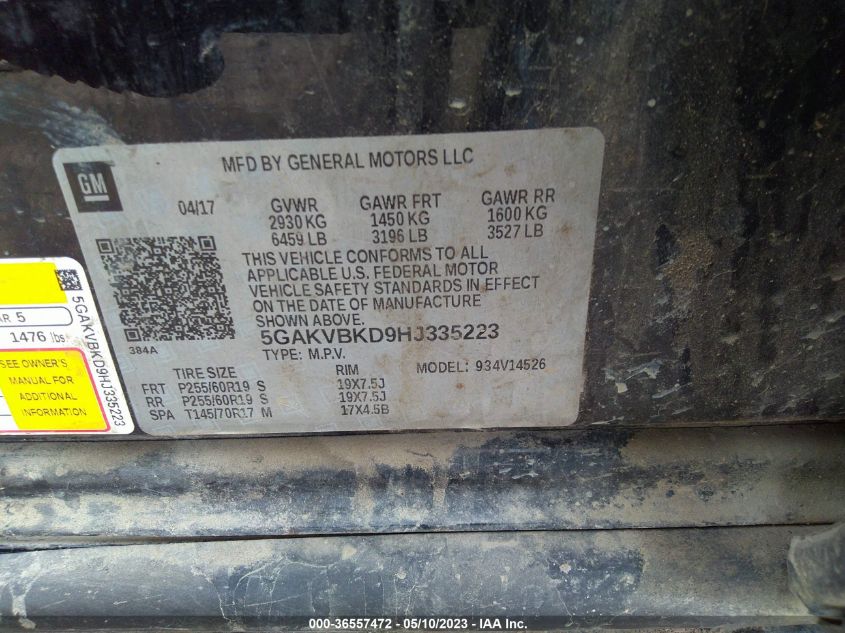 MFD BY GENERAL MOTORS LLC
GM
04/17
GVWR GAWR FRT GAWR RR
2930 KG 1450 KG 1600 KG
6459 LB 3196 LB 3527 LB
THIS VEHICLE CONFORMS TO ALL
APPLICABLE U.S. FEDERAL MOTOR
VEHICLE SAFETY STANDARDS IN EFFECT
ON THE DATE OF MANUFACTURE
SHOWN ABOVE.
5GAKVBKD9HJ335223
384A
TYPE: M.P.V. MODEL: 934V14526
TIRE SIZE RIM
FRT P255/60R19 S 19X7.5J
RR P255/60R19 S 19X7.5J
SPA T145/70R17 M 17X4.5B
5
1476 lbs
SEE OWNER'S
MANUAL FOR
ADDITIONAL
INFORMATION
5GAKVBKD9HJ335223
000-36557472 - 05/10/2023 - © IAA Inc.